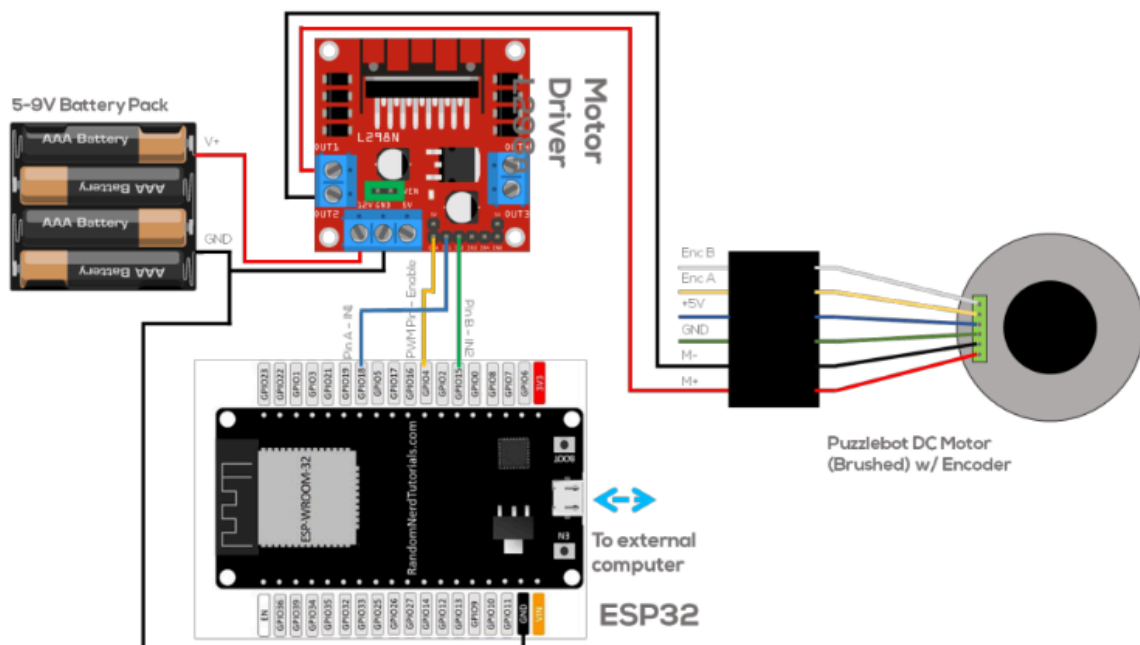 5-9V Battery Pack
AAA Battery
AAA Battery
AAA Battery
AAA Battery
V+
GND
Motor
Driver
L298N
OUT1
OUT2
OUT3
12V GND 5V
Pin A - IN1
PWM Pin - Enable
Pin B - IN2
Enc B
Enc A
+5V
GND
M-
M+
Puzzlebot DC Motor
(Brushed) w/ Encoder
GPIO23
GPIO22
GPIO1
GPIO3
GPIO21
GPIO19
GPIO18
GPIO5
GPIO17
GPIO16
GPIO4
GPIO2
GPIO15
GPIO0
GPIO8
GPIO7
GPIO6
3V3
ESP-WROOM-32
RandomNerdTutorials.com
BOOT
EN
To external
computer
EN
GPIO36
GPIO39
GPIO34
GPIO35
GPIO32
GPIO33
GPIO25
GPIO26
GPIO27
GPIO14
GPIO12
GPIO13
GPIO9
GPIO10
GPIO11
GND
VIN
ESP32